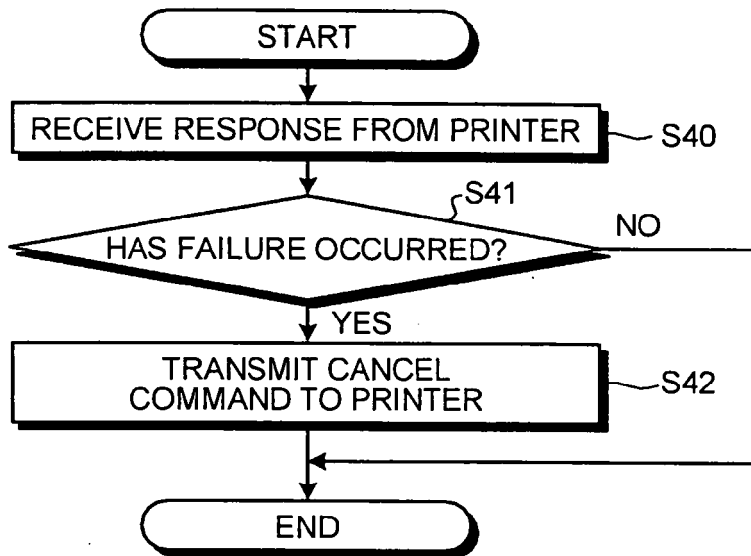 START
RECEIVE RESPONSE FROM PRINTER
S40
S41
HAS FAILURE OCCURRED?
NO
YES
TRANSMIT CANCEL
COMMAND TO PRINTER
S42
END